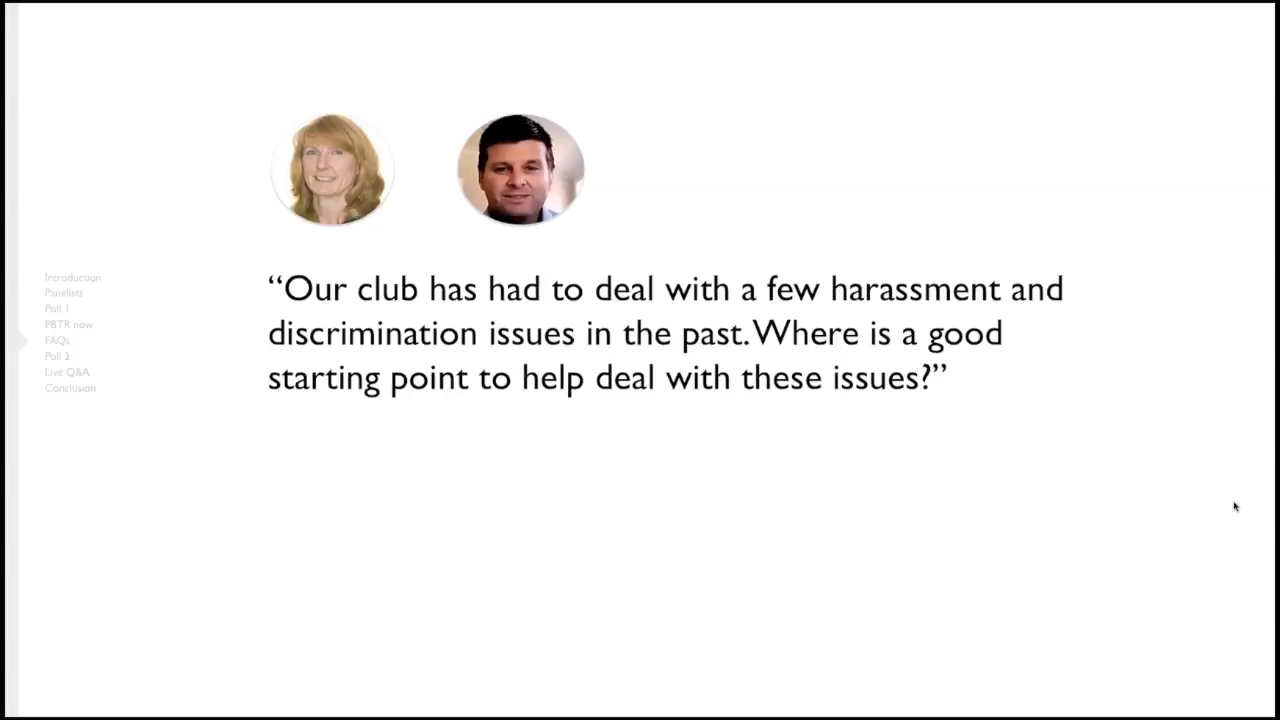 “Our club has had to deal with a few harassment and
discrimination issues in the past. Where is a good
starting point to help deal with these issues?”
Introduction
Panelists
Poll 1
PBTR now
FAQs
Poll 2
Live Q&A
Conclusion